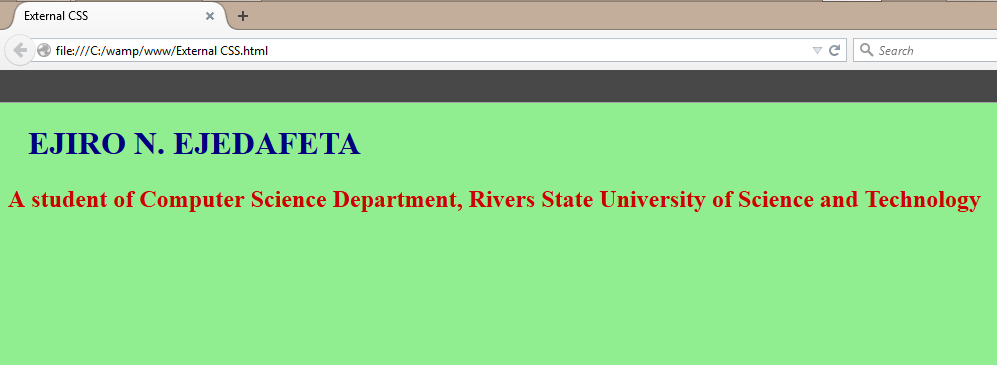 External CSS
file:///C:/wamp/www/External CSS.html
Search
EJIRO N. EJEDAFETA
A student of Computer Science Department, Rivers State University of Science and Technology